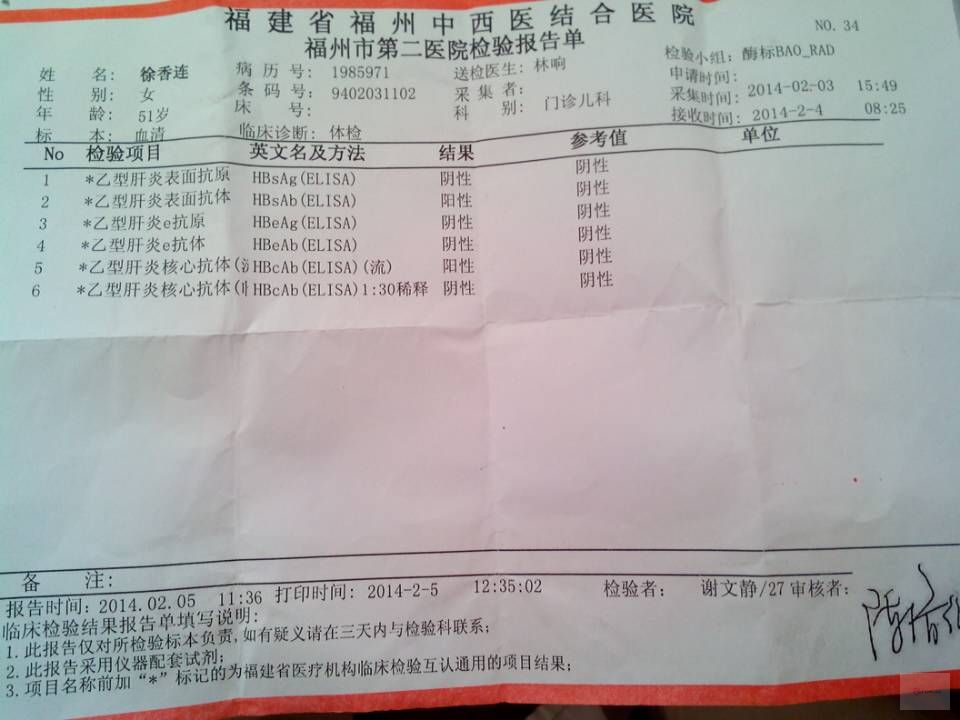 福建省福州中西医结合医院
福州市第二医院检验报告单
NO. 34
姓 名: 徐香连 病 历 号: 1985971 送检医生: 林响 检验小组: 酶标BAO_RAD
性 别: 女 条 码 号: 9402031102 采 集 者: 申请时间:
年 龄: 51岁 床 号: 科 别: 门诊儿科 采集时间: 2014-02-03 15:49
标 本: 血清 临床诊断: 体检 接收时间: 2014-2-4 08:25
No 检验项目 英文名及方法 结果 参考值 单位
1 *乙型肝炎表面抗原 HBsAg(ELISA) 阴性 阴性
2 *乙型肝炎表面抗体 HBsAb(ELISA) 阳性 阴性
3 *乙型肝炎e抗原 HBeAg(ELISA) 阴性 阴性
4 *乙型肝炎e抗体 HBeAb(ELISA) 阴性 阴性
5 *乙型肝炎核心抗体( HBcAb(ELISA)(流) 阳性 阴性
6 *乙型肝炎核心抗体( HBcAb(ELISA)1:30稀释 阴性 阴性
备 注:
报告时间: 2014.02.05 11:36 打印时间: 2014-2-5 12:35:02 检验者: 谢文静/27 审核者:
临床检验结果报告单填写说明:
1. 此报告仅对所检验标本负责,如有疑义请在三天内与检验科联系;
2. 此报告采用仪器配套试剂;
3. 项目名称前加“*”标记的为福建省医疗机构临床检验互认通用的项目结果;